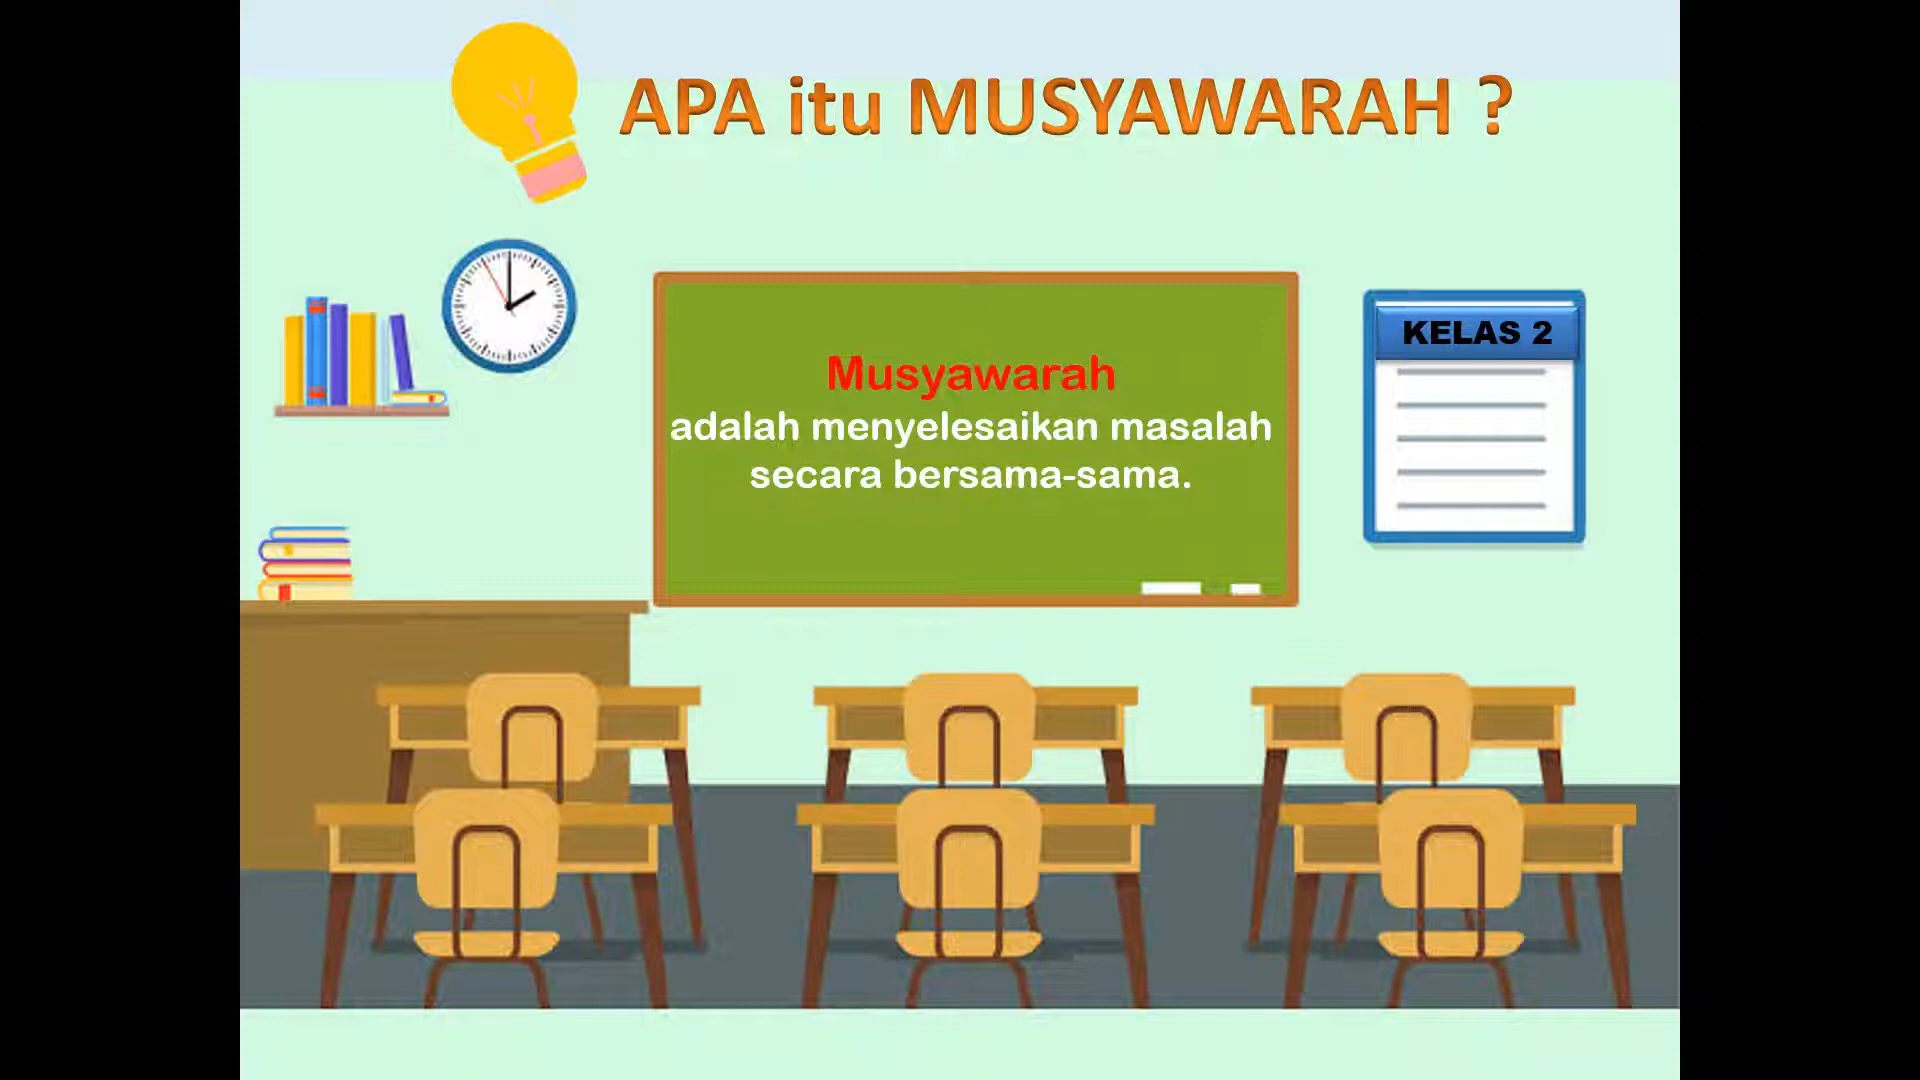 APA itu MUSYAWARAH ?
KELAS 2
Musyawarah
adalah menyelesaikan masalah
secara bersama-sama.